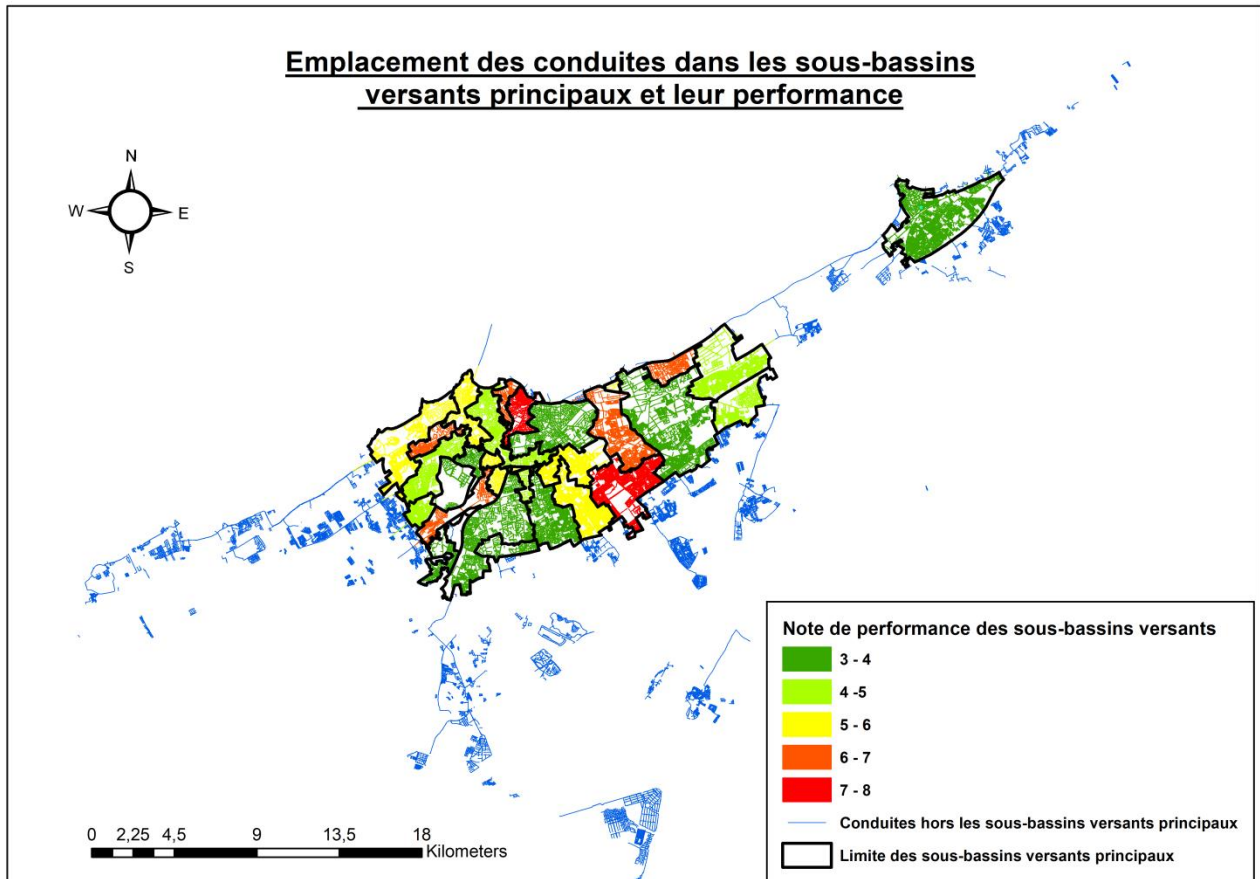 Emplacement des conduites dans les sous-bassins
versants principaux et leur performance
N
W
E
S
Note de performance des sous-bassins versants
3 - 4
4 -5
5 - 6
6 - 7
7 - 8
Conduites hors les sous-bassins versants principaux
Limite des sous-bassins versants principaux
0 2,25 4,5 9 13,5 18
Kilometers